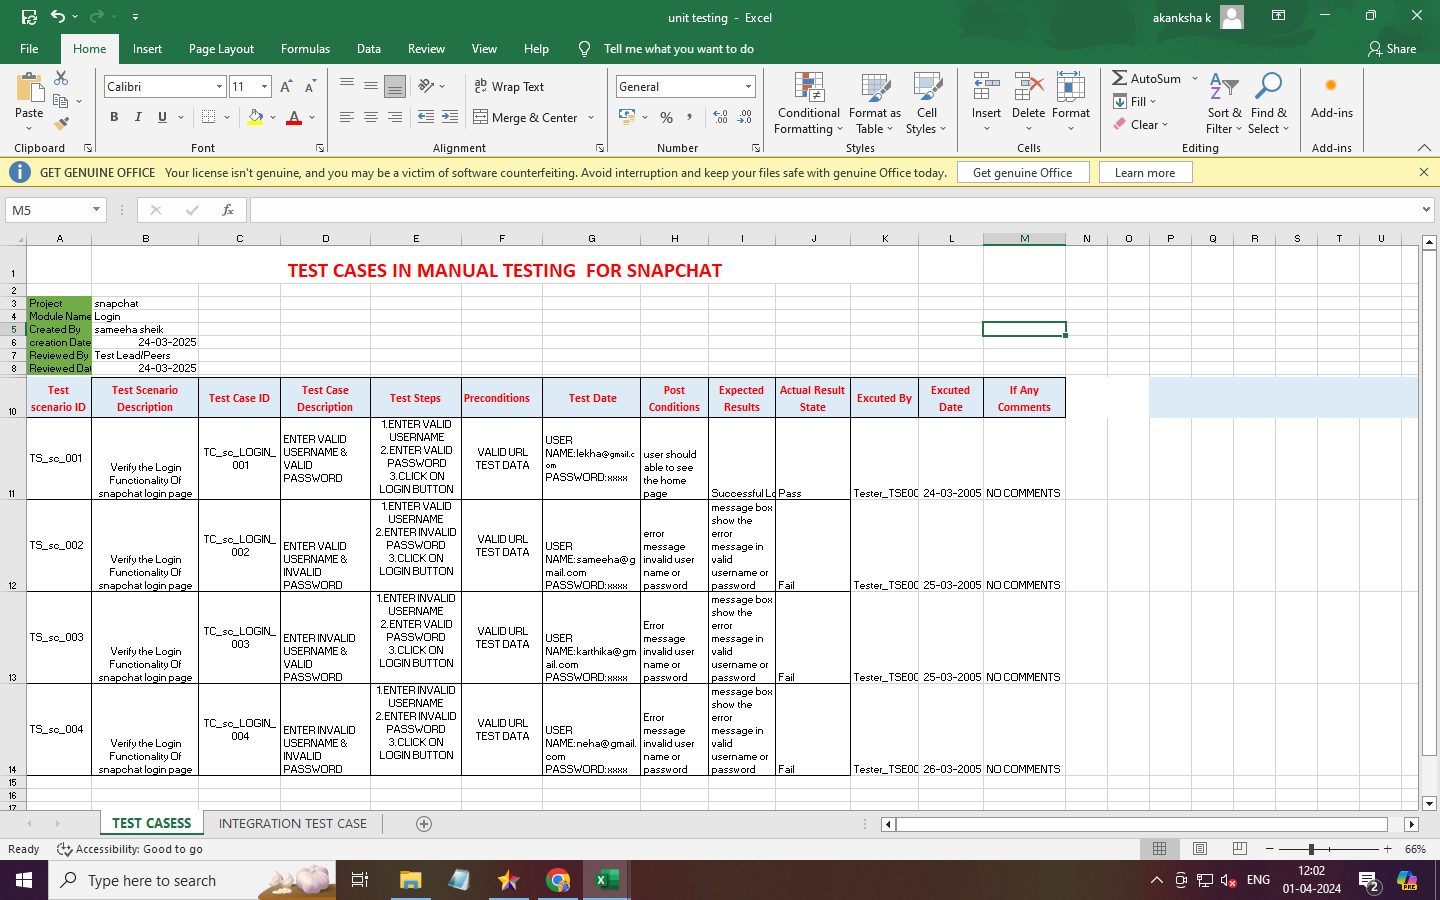 unit testing - Excel
akanksha k
File Home Insert Page Layout Formulas Data Review View Help Tell me what you want to do Share
Calibri 11 Wrap Text General
Paste B I U Merge & Center % , Conditional Formatting Format as Table Cell Styles Insert Delete Format AutoSum Fill Clear Sort & Filter Find & Select Add-ins
Clipboard Font Alignment Number Styles Cells Editing Add-ins
GET GENUINE OFFICE Your license isn't genuine, and you may be a victim of software counterfeiting. Avoid interruption and keep your files safe with genuine Office today. Get genuine Office Learn more
M5 fx
A B C D E F G H I J K L M N O P Q R S T U
1 TEST CASES IN MANUAL TESTING FOR SNAPCHAT
2
3 Project snapchat
4 Module Name Login
5 Created By sameeha sheik
6 creation Date 24-03-2025
7 Reviewed By Test Lead/Peers
8 Reviewed Dat 24-03-2025
10 Test scenario ID Test Scenario Description Test Case ID Test Case Description Test Steps Preconditions Test Date Post Conditions Expected Results Actual Result State Excuted By Excuted Date If Any Comments
11 TS_sc_001 Verify the Login Functionality Of snapchat login page TC_sc_LOGIN_001 ENTER VALID USERNAME & VALID PASSWORD 1.ENTER VALID USERNAME 2.ENTER VALID PASSWORD 3.CLICK ON LOGIN BUTTON VALID URL TEST DATA USER NAME:lekha@gmail.com PASSWORD:xxxx user should able to see the home page Successful Lo Pass Tester_TSE00 24-03-2005 NO COMMENTS
12 TS_sc_002 Verify the Login Functionality Of snapchat login page TC_sc_LOGIN_002 ENTER VALID USERNAME & INVALID PASSWORD 1.ENTER VALID USERNAME 2.ENTER INVALID PASSWORD 3.CLICK ON LOGIN BUTTON VALID URL TEST DATA USER NAME:sameeha@gmail.com PASSWORD:xxxx error message invalid user name or password message box show the error message in valid username or password Fail Tester_TSE00 25-03-2005 NO COMMENTS
13 TS_sc_003 Verify the Login Functionality Of snapchat login page TC_sc_LOGIN_003 ENTER INVALID USERNAME & VALID PASSWORD 1.ENTER INVALID USERNAME 2.ENTER VALID PASSWORD 3.CLICK ON LOGIN BUTTON VALID URL TEST DATA USER NAME:karthika@gmail.com PASSWORD:xxxx Error message invalid user name or password message box show the error message in valid username or password Fail Tester_TSE00 25-03-2005 NO COMMENTS
14 TS_sc_004 Verify the Login Functionality Of snapchat login page TC_sc_LOGIN_004 ENTER INVALID USERNAME & INVALID PASSWORD 1.ENTER INVALID USERNAME 2.ENTER INVALID PASSWORD 3.CLICK ON LOGIN BUTTON VALID URL TEST DATA USER NAME:neha@gmail.com PASSWORD:xxxx Error message invalid user name or password message box show the error message in valid username or password Fail Tester_TSE00 26-03-2005 NO COMMENTS
15
16
17
TEST CASESS INTEGRATION TEST CASE
Ready Accessibility: Good to go 66%
Type here to search ENG 12:02 2
01-04-2024